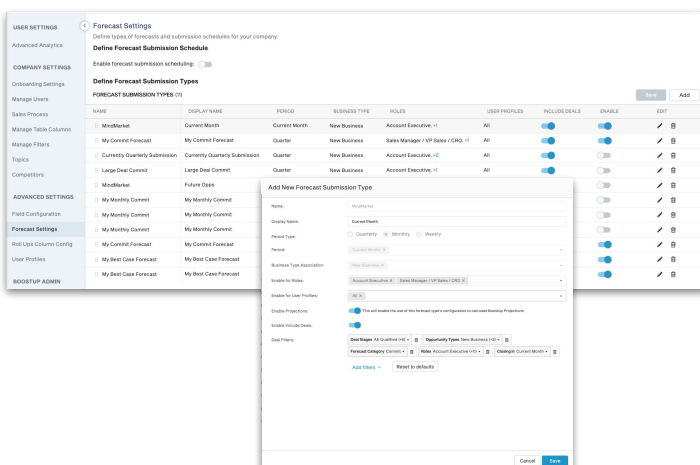 USER SETTINGS
Advanced Analytics
COMPANY SETTINGS
Onboarding Settings
Manage Users
Sales Process
Manage Table Columns
Manage Filters
Topics
Competitors
ADVANCED SETTINGS
Field Configuration
Forecast Settings
Roll Ups Column Config
User Profiles
BOOSTUP ADMIN
Forecast Settings
Define types of forecasts and submission schedules for your company.
Define Forecast Submission Schedule
Enable forecast submission scheduling:
Define Forecast Submission Types
FORECAST SUBMISSION TYPES (11)
Save Add
NAME DISPLAY NAME PERIOD BUSINESS TYPE ROLES USER PROFILES INCLUDE DEALS ENABLE EDIT
MindMarket Current Month Current Month New Business Account Executive, +1 All
My Commit Forecast My Commit Forecast Quarter New Business Sales Manager / VP Sales / CRO, +1 All
Currently Quarterly Submission Currently Quarterly Submission Quarter New Business Account Executive, +2 All
Large Deal Commit Large Deal Commit Quarter New Business Account Executive, +1 All
MindMarket Future Opps
My Monthly Commit My Monthly Commit
My Monthly Commit My Monthly Commit
My Monthly Commit My Monthly Commit
My Commit Forecast My Best Case Forecast
My Best Case Forecast My Best Case Forecast
Add New Forecast Submission Type
Name: MindMarket
Display Name: Current Month
Period Type: Quarterly Monthly Weekly
Period: Current Month ×
Business Type Association: New Business ×
Enable for Roles: Account Executive × Sales Manager / VP Sales / CRO ×
Enable for User Profiles: All ×
Enable Projections: This will enable the use of this forecast type's configuration to calculate Boostup Projections
Enable Include Deals:
Deal Filters: Deal Stages AE Qualified (+6) Opportunity Types New Business (+3)
Forecast Category Commit Roles Account Executive (+11) Closing in Current Month
Add filters Reset to defaults
Cancel Save